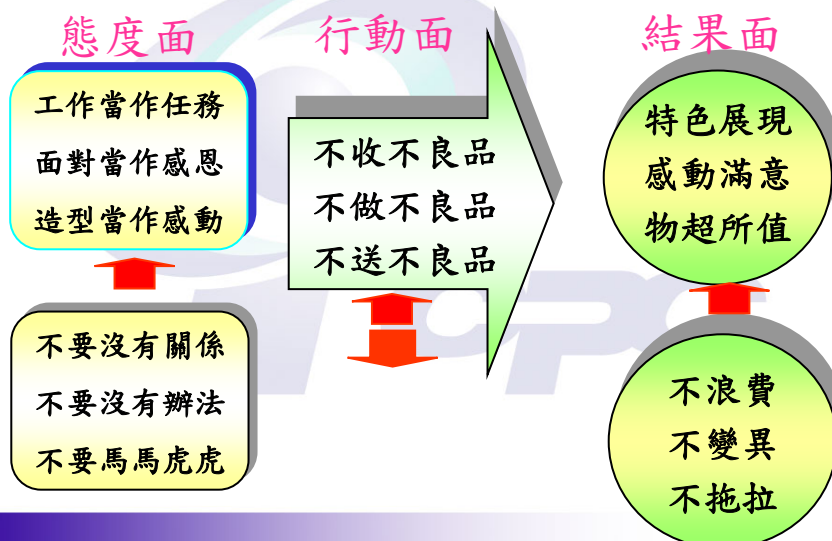 態度面
行動面
結果面
工作當作任務
面對當作感恩
造型當作感動
不收不良品
不做不良品
不送不良品
特色展現
感動滿意
物超所值
不要沒有關係
不要沒有辦法
不要馬馬虎虎
不浪費
不變異
不拖拉